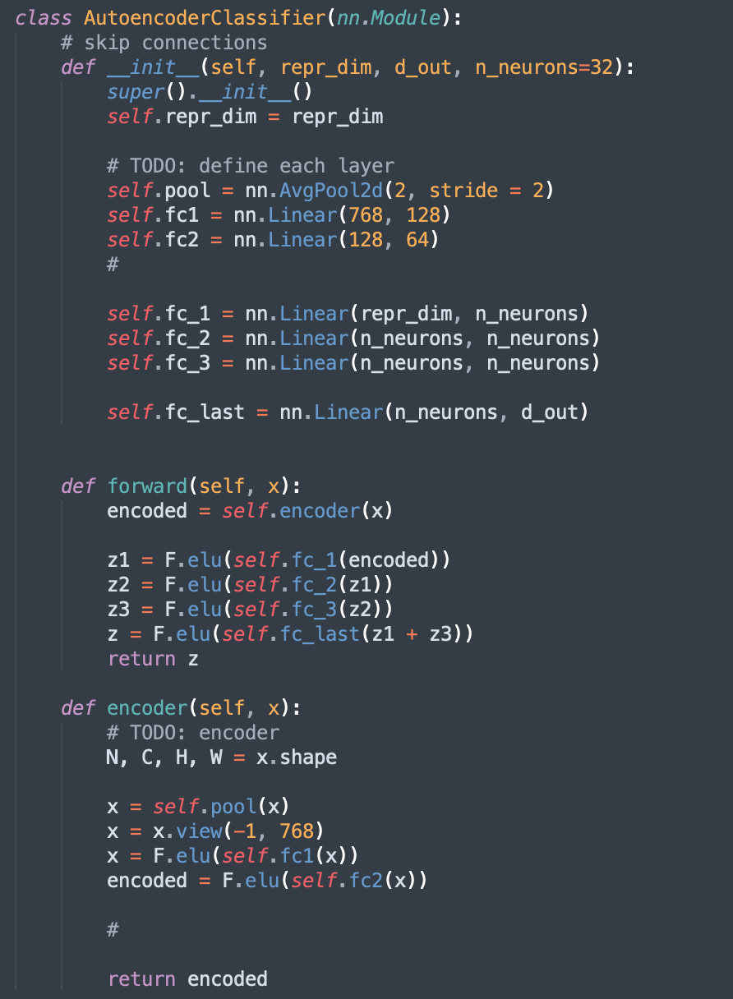 class AutoencoderClassifier(nn.Module):
    # skip connections
    def __init__(self, repr_dim, d_out, n_neurons=32):
        super().__init__()
        self.repr_dim = repr_dim

        # TODO: define each layer
        self.pool = nn.AvgPool2d(2, stride = 2)
        self.fc1 = nn.Linear(768, 128)
        self.fc2 = nn.Linear(128, 64)
        #

        self.fc_1 = nn.Linear(repr_dim, n_neurons)
        self.fc_2 = nn.Linear(n_neurons, n_neurons)
        self.fc_3 = nn.Linear(n_neurons, n_neurons)

        self.fc_last = nn.Linear(n_neurons, d_out)


    def forward(self, x):
        encoded = self.encoder(x)

        z1 = F.elu(self.fc_1(encoded))
        z2 = F.elu(self.fc_2(z1))
        z3 = F.elu(self.fc_3(z2))
        z = F.elu(self.fc_last(z1 + z3))
        return z

    def encoder(self, x):
        # TODO: encoder
        N, C, H, W = x.shape

        x = self.pool(x)
        x = x.view(-1, 768)
        x = F.elu(self.fc1(x))
        encoded = F.elu(self.fc2(x))

        #

        return encoded